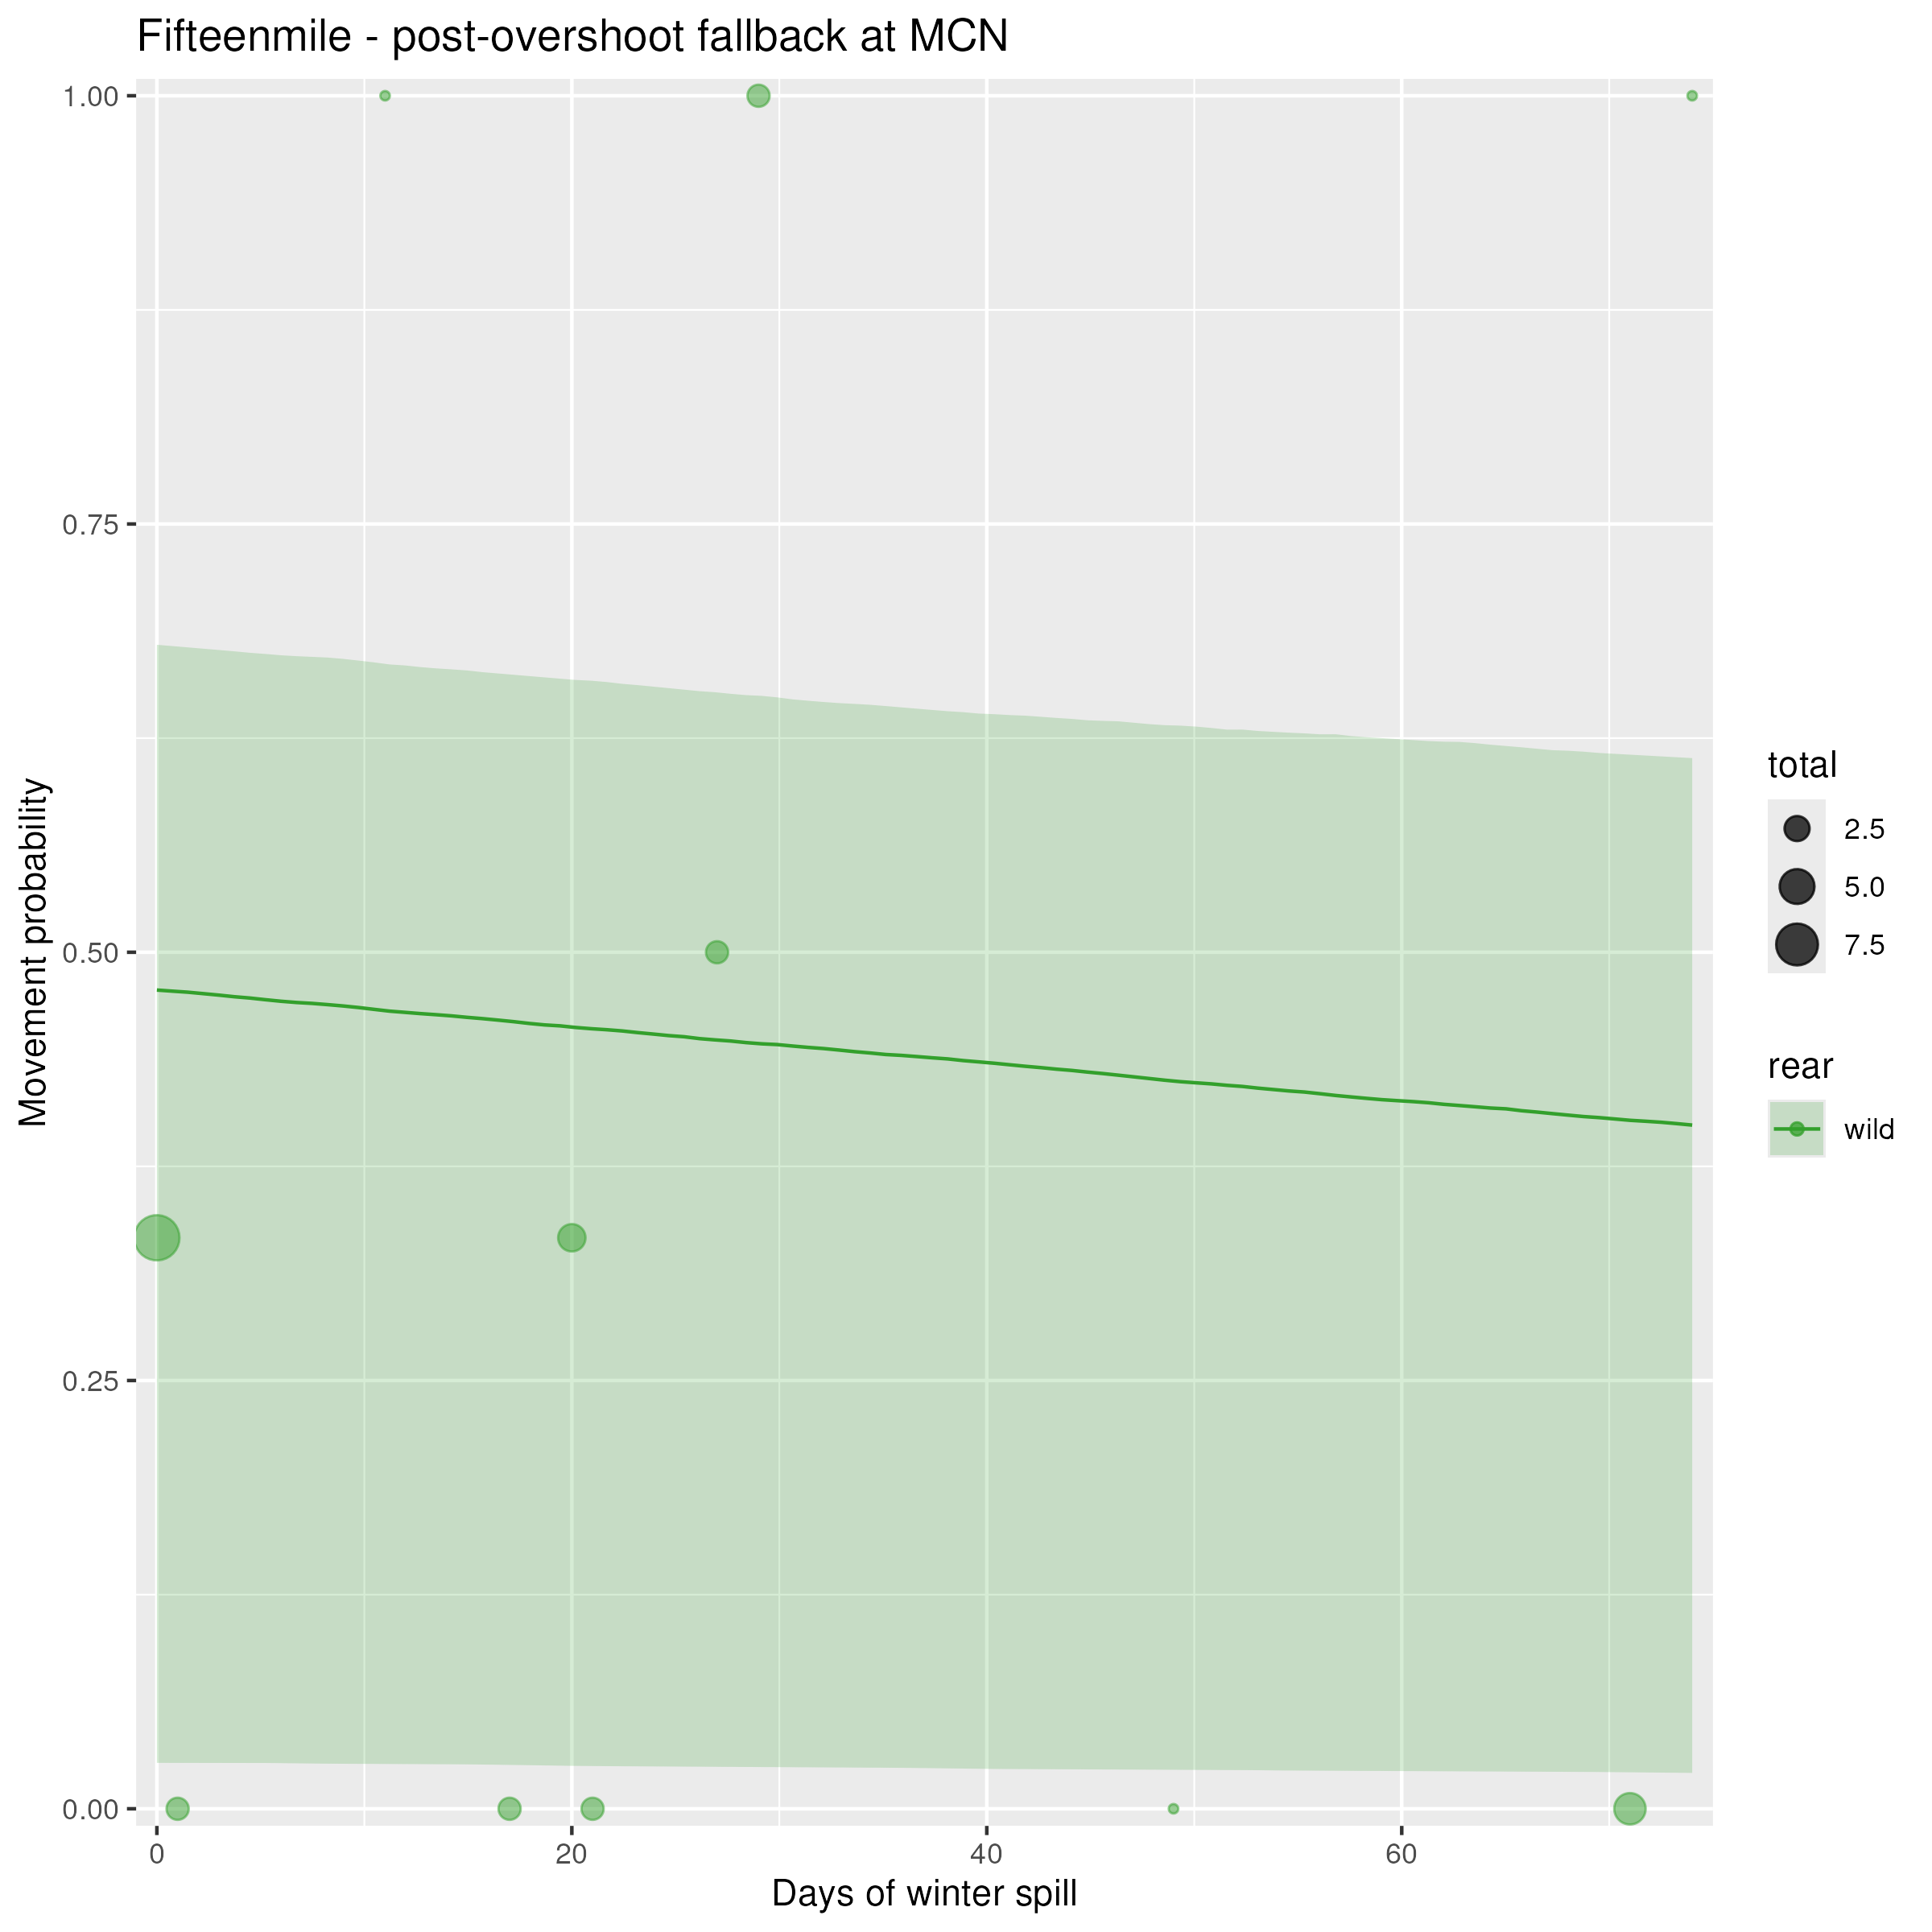 Fifteenmile - post-overshoot fallback at MCN
Movement probability
1.00
0.75
0.50
0.25
0.00
0
20
40
60
Days of winter spill
total
2.5
5.0
7.5
rear
wild